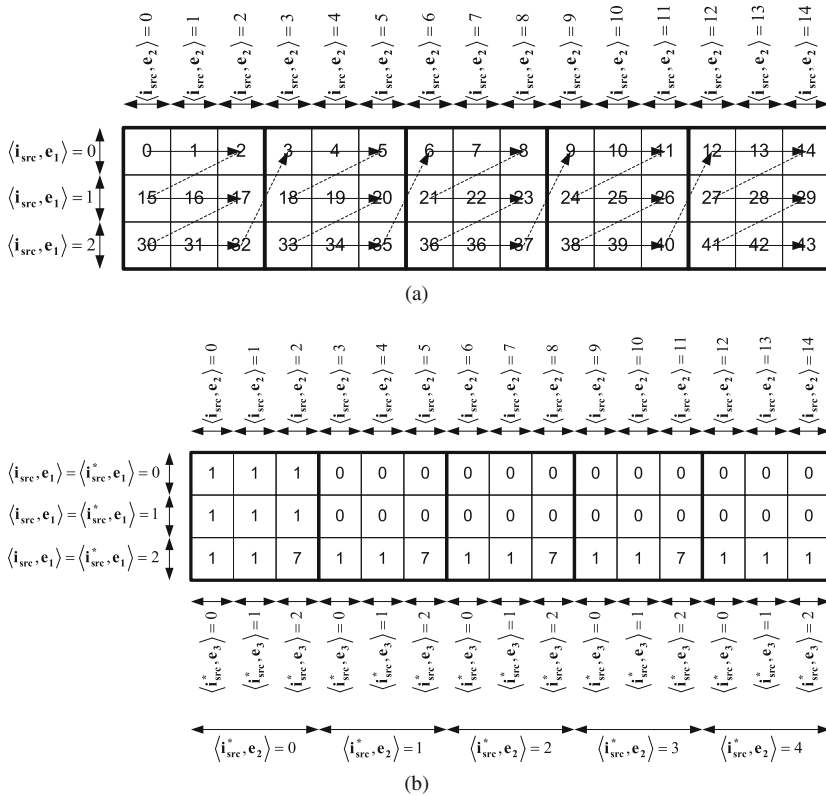 ⟨i_src, e_2⟩ = 0
⟨i_src, e_2⟩ = 1
⟨i_src, e_2⟩ = 2
⟨i_src, e_2⟩ = 3
⟨i_src, e_2⟩ = 4
⟨i_src, e_2⟩ = 5
⟨i_src, e_2⟩ = 6
⟨i_src, e_2⟩ = 7
⟨i_src, e_2⟩ = 8
⟨i_src, e_2⟩ = 9
⟨i_src, e_2⟩ = 10
⟨i_src, e_2⟩ = 11
⟨i_src, e_2⟩ = 12
⟨i_src, e_2⟩ = 13
⟨i_src, e_2⟩ = 14
⟨i_src, e_1⟩ = 0 0 1 2 3 4 5 6 7 8 9 10 11 12 13 14
⟨i_src, e_1⟩ = 1 15 16 17 18 19 20 21 22 23 24 25 26 27 28 29
⟨i_src, e_1⟩ = 2 30 31 32 33 34 35 36 36 37 38 39 40 41 42 43
(a)
⟨i_src, e_2⟩ = 0
⟨i_src, e_2⟩ = 1
⟨i_src, e_2⟩ = 2
⟨i_src, e_2⟩ = 3
⟨i_src, e_2⟩ = 4
⟨i_src, e_2⟩ = 5
⟨i_src, e_2⟩ = 6
⟨i_src, e_2⟩ = 7
⟨i_src, e_2⟩ = 8
⟨i_src, e_2⟩ = 9
⟨i_src, e_2⟩ = 10
⟨i_src, e_2⟩ = 11
⟨i_src, e_2⟩ = 12
⟨i_src, e_2⟩ = 13
⟨i_src, e_2⟩ = 14
⟨i_src, e_1⟩ = ⟨i*_src, e_1⟩ = 0 1 1 1 0 0 0 0 0 0 0 0 0 0 0 0
⟨i_src, e_1⟩ = ⟨i*_src, e_1⟩ = 1 1 1 1 0 0 0 0 0 0 0 0 0 0 0 0
⟨i_src, e_1⟩ = ⟨i*_src, e_1⟩ = 2 1 1 7 1 1 7 1 1 7 1 1 7 1 1 1
⟨i*_src, e_3⟩ = 0
⟨i*_src, e_3⟩ = 1
⟨i*_src, e_3⟩ = 2
⟨i*_src, e_3⟩ = 0
⟨i*_src, e_3⟩ = 1
⟨i*_src, e_3⟩ = 2
⟨i*_src, e_3⟩ = 0
⟨i*_src, e_3⟩ = 1
⟨i*_src, e_3⟩ = 2
⟨i*_src, e_3⟩ = 0
⟨i*_src, e_3⟩ = 1
⟨i*_src, e_3⟩ = 2
⟨i*_src, e_3⟩ = 0
⟨i*_src, e_3⟩ = 1
⟨i*_src, e_3⟩ = 2
⟨i*_src, e_2⟩ = 0 ⟨i*_src, e_2⟩ = 1 ⟨i*_src, e_2⟩ = 2 ⟨i*_src, e_2⟩ = 3 ⟨i*_src, e_2⟩ = 4
(b)